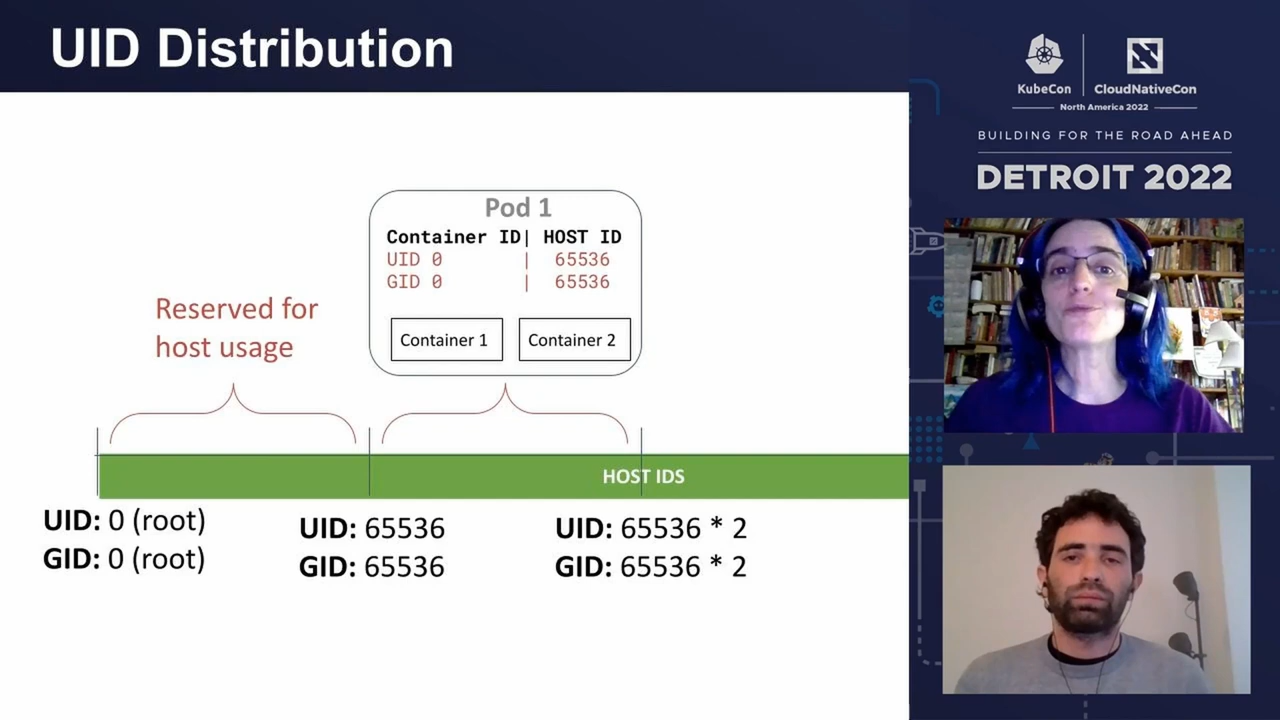 UID Distribution
KubeCon
CloudNativeCon
North America 2022
BUILDING FOR THE ROAD AHEAD
DETROIT 2022
Pod 1
Container ID| HOST ID
UID 0 | 65536
GID 0 | 65536
Container 1
Container 2
Reserved for
host usage
HOST IDS
UID: 0 (root)
GID: 0 (root)
UID: 65536
GID: 65536
UID: 65536 * 2
GID: 65536 * 2